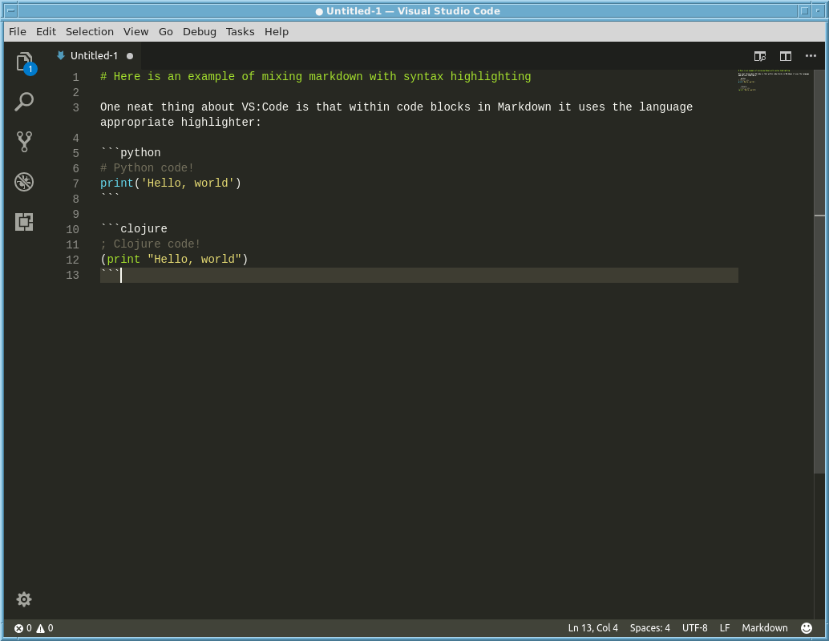 ● Untitled-1 — Visual Studio Code
File Edit Selection View Go Debug Tasks Help
1
Untitled-1 ●
1 # Here is an example of mixing markdown with syntax highlighting
2
3 One neat thing about VS:Code is that within code blocks in Markdown it uses the language
appropriate highlighter:
4
5 ```python
6 # Python code!
7 print('Hello, world')
8 ```
9
10 ```clojure
11 ; Clojure code!
12 (print "Hello, world")
13 ```
0 0 Ln 13, Col 4 Spaces: 4 UTF-8 LF Markdown